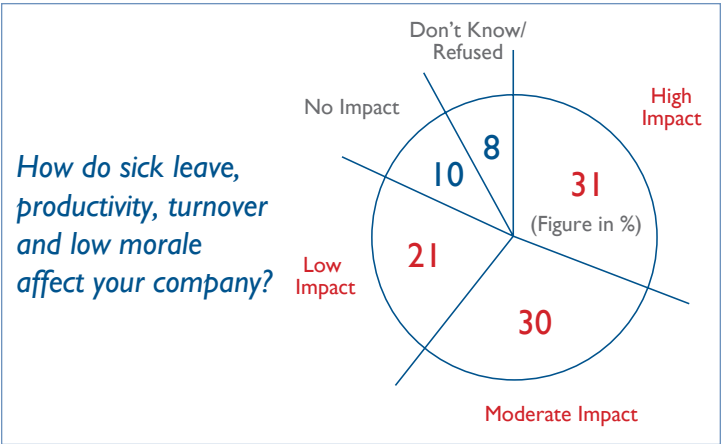 How do sick leave,
productivity, turnover
and low morale
affect your company?
Don't Know/
Refused
8
High
Impact
31
(Figure in %)
30
Moderate Impact
Low
Impact
21
No Impact
10